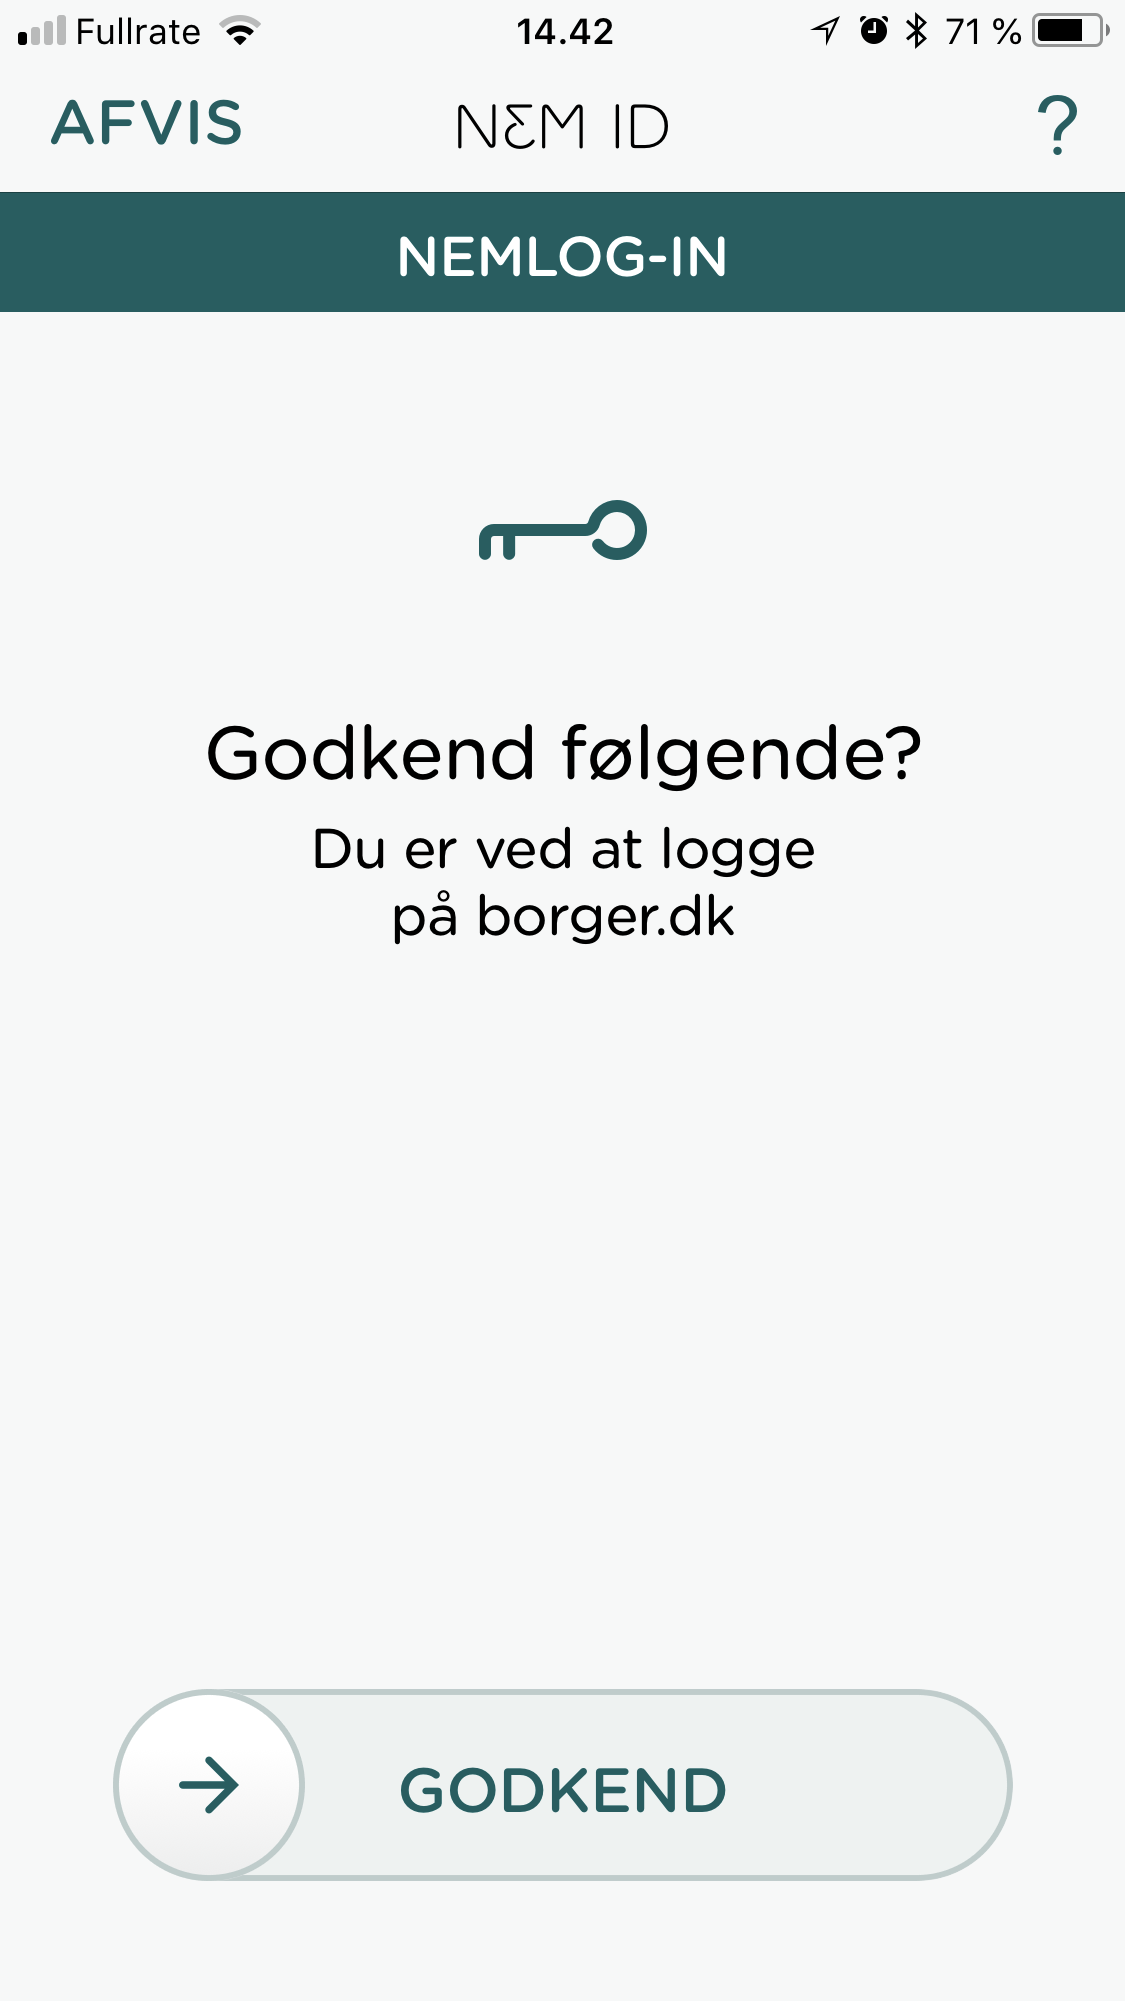 Fullrate 14.42 71 %
AFVIS NEM ID ?
NEMLOG-IN
Godkend følgende?
Du er ved at logge
på borger.dk
GODKEND